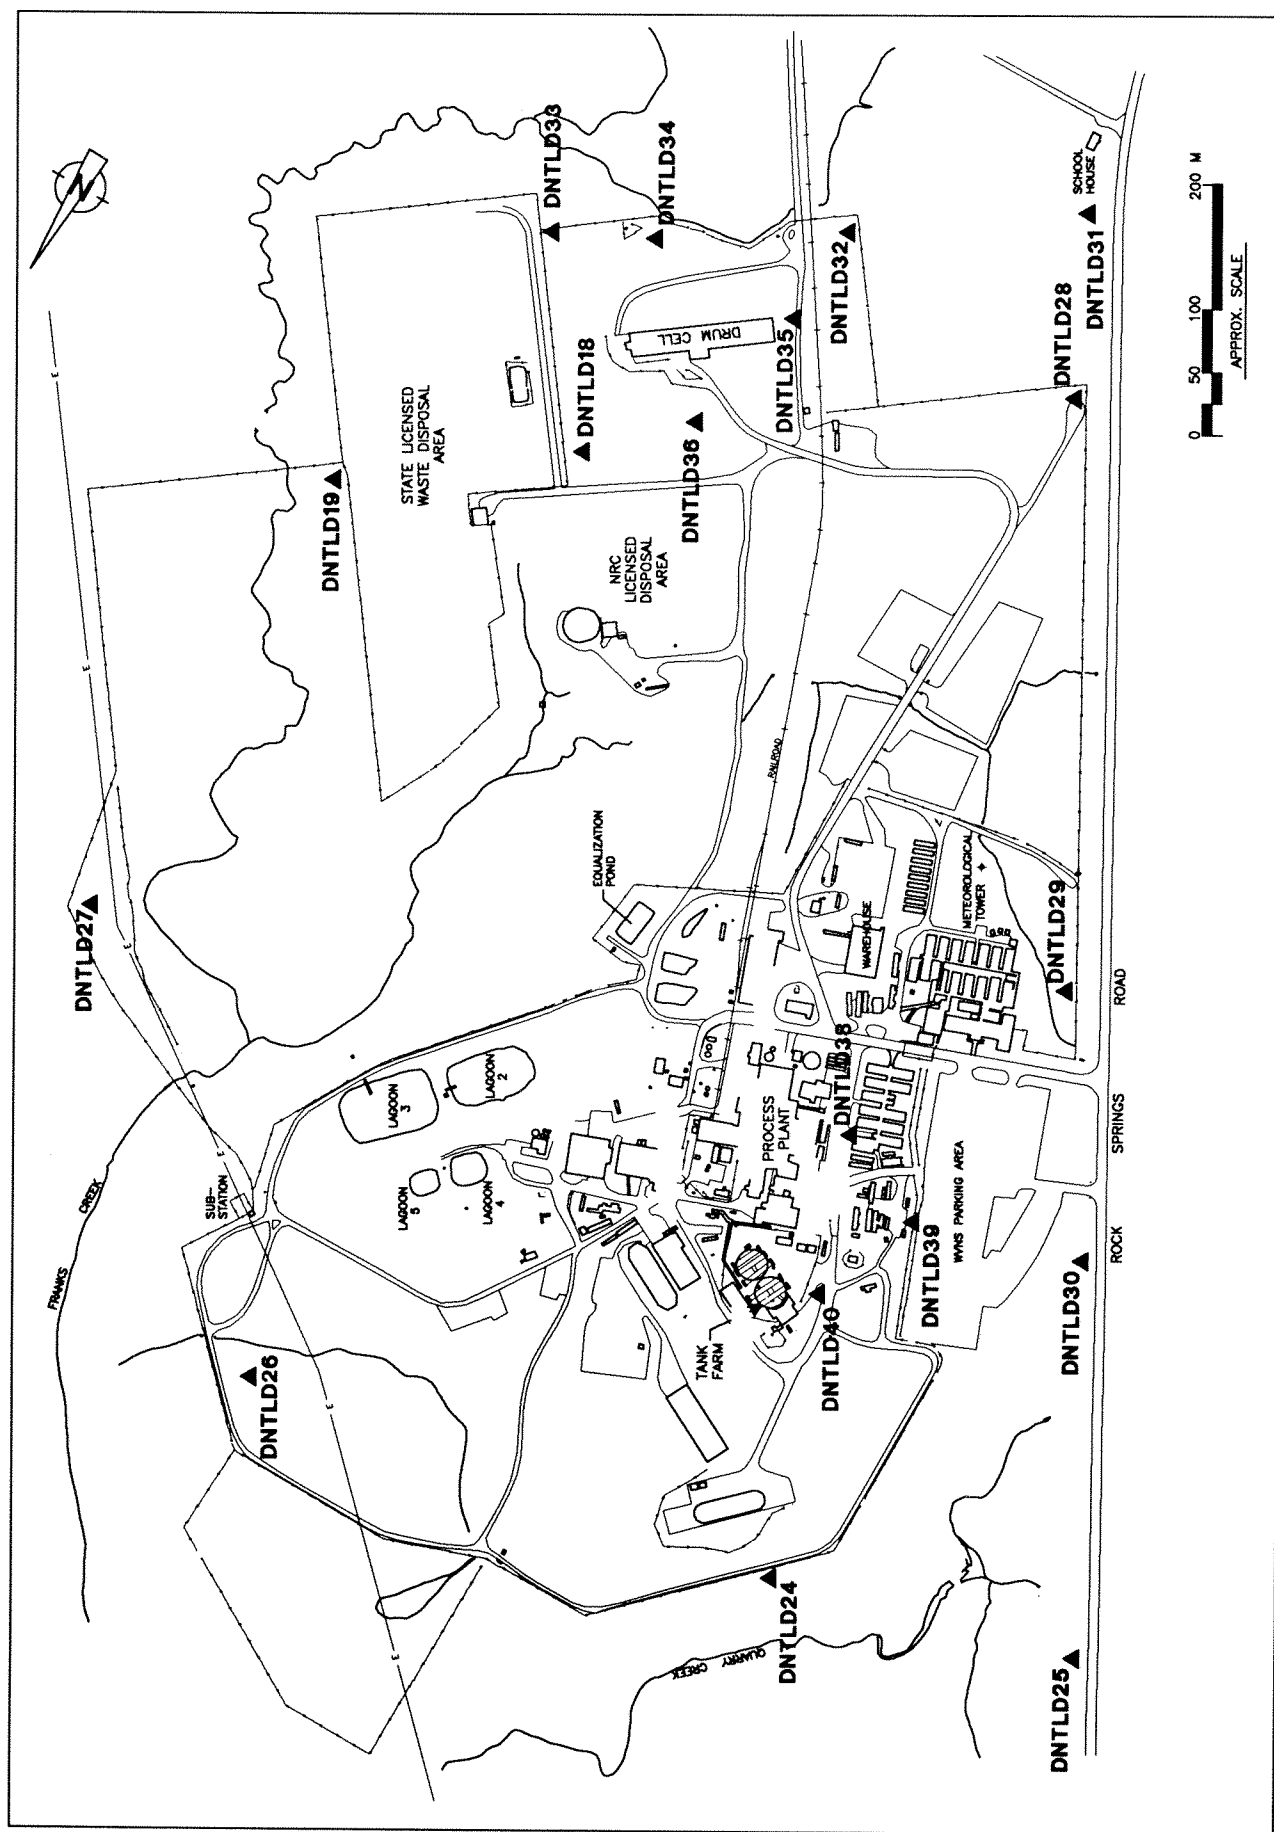 N
DNTLD33
DNTLD34
SCHOOL
HOUSE
DNTLD31
DNTLD32
DNTLD28
DNTLD35
DRUM CELL
DNTLD18
DNTLD36
DNTLD19
STATE LICENSED
WASTE DISPOSAL
AREA
NRC
LICENSED
DISPOSAL
AREA
0 50 100 200 M
APPROX. SCALE
RAILROAD
EQUALIZATION
POND
WAREHOUSE
METEOROLOGICAL
TOWER
DNTLD29
DNTLD27
DNTLD38
LAGOON
3
LAGOON
2
LAGOON
5
LAGOON
4
PROCESS
PLANT
SUB-
STATION
WVNS PARKING AREA
ROCK SPRINGS ROAD
FRANKS CREEK
DNTLD39
DNTLD30
DNTLD40
TANK
FARM
DNTLD26
DNTLD24
QUARRY
CREEK
DNTLD25
E
E
E
E
E
E